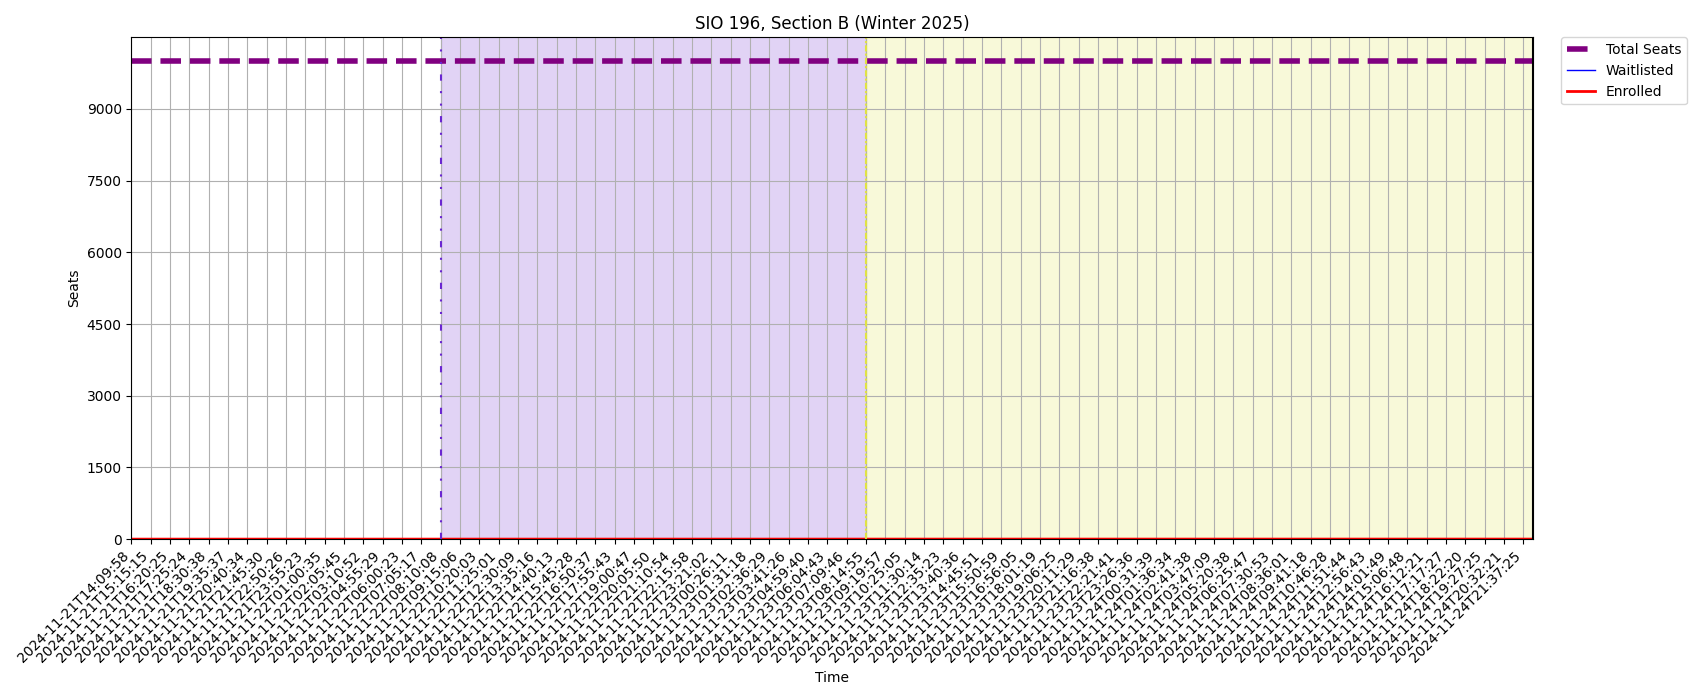 SIO 196, Section B (Winter 2025)
Total Seats
Waitlisted
Enrolled
Seats
9000
7500
6000
4500
3000
1500
0
2024-11-21T14:09:58
2024-11-21T15:15:15
2024-11-21T16:20:25
2024-11-21T17:25:24
2024-11-21T18:30:38
2024-11-21T19:35:37
2024-11-21T20:40:34
2024-11-21T21:45:30
2024-11-21T22:50:26
2024-11-21T23:55:23
2024-11-22T01:00:35
2024-11-22T02:05:45
2024-11-22T03:10:52
2024-11-22T04:55:29
2024-11-22T06:00:23
2024-11-22T07:05:17
2024-11-22T08:10:08
2024-11-22T09:15:06
2024-11-22T10:20:03
2024-11-22T11:25:01
2024-11-22T12:30:09
2024-11-22T13:35:16
2024-11-22T14:40:13
2024-11-22T15:45:28
2024-11-22T16:50:37
2024-11-22T17:55:43
2024-11-22T19:00:47
2024-11-22T20:05:50
2024-11-22T21:10:54
2024-11-22T22:15:58
2024-11-22T23:21:02
2024-11-23T00:26:11
2024-11-23T01:31:18
2024-11-23T02:36:29
2024-11-23T03:41:26
2024-11-23T04:59:40
2024-11-23T06:04:43
2024-11-23T07:09:46
2024-11-23T08:14:55
2024-11-23T09:19:57
2024-11-23T10:25:05
2024-11-23T11:30:14
2024-11-23T12:35:23
2024-11-23T13:40:36
2024-11-23T14:45:51
2024-11-23T15:50:59
2024-11-23T16:56:05
2024-11-23T18:01:19
2024-11-23T19:06:25
2024-11-23T20:11:29
2024-11-23T21:16:38
2024-11-23T22:21:41
2024-11-23T23:26:36
2024-11-24T00:31:39
2024-11-24T01:36:34
2024-11-24T02:41:38
2024-11-24T03:47:09
2024-11-24T05:20:38
2024-11-24T06:25:47
2024-11-24T07:30:53
2024-11-24T08:36:01
2024-11-24T09:41:18
2024-11-24T10:46:28
2024-11-24T11:51:44
2024-11-24T12:56:43
2024-11-24T14:01:49
2024-11-24T15:06:48
2024-11-24T16:12:21
2024-11-24T17:17:27
2024-11-24T18:22:20
2024-11-24T19:27:25
2024-11-24T20:32:21
2024-11-24T21:37:25
Time